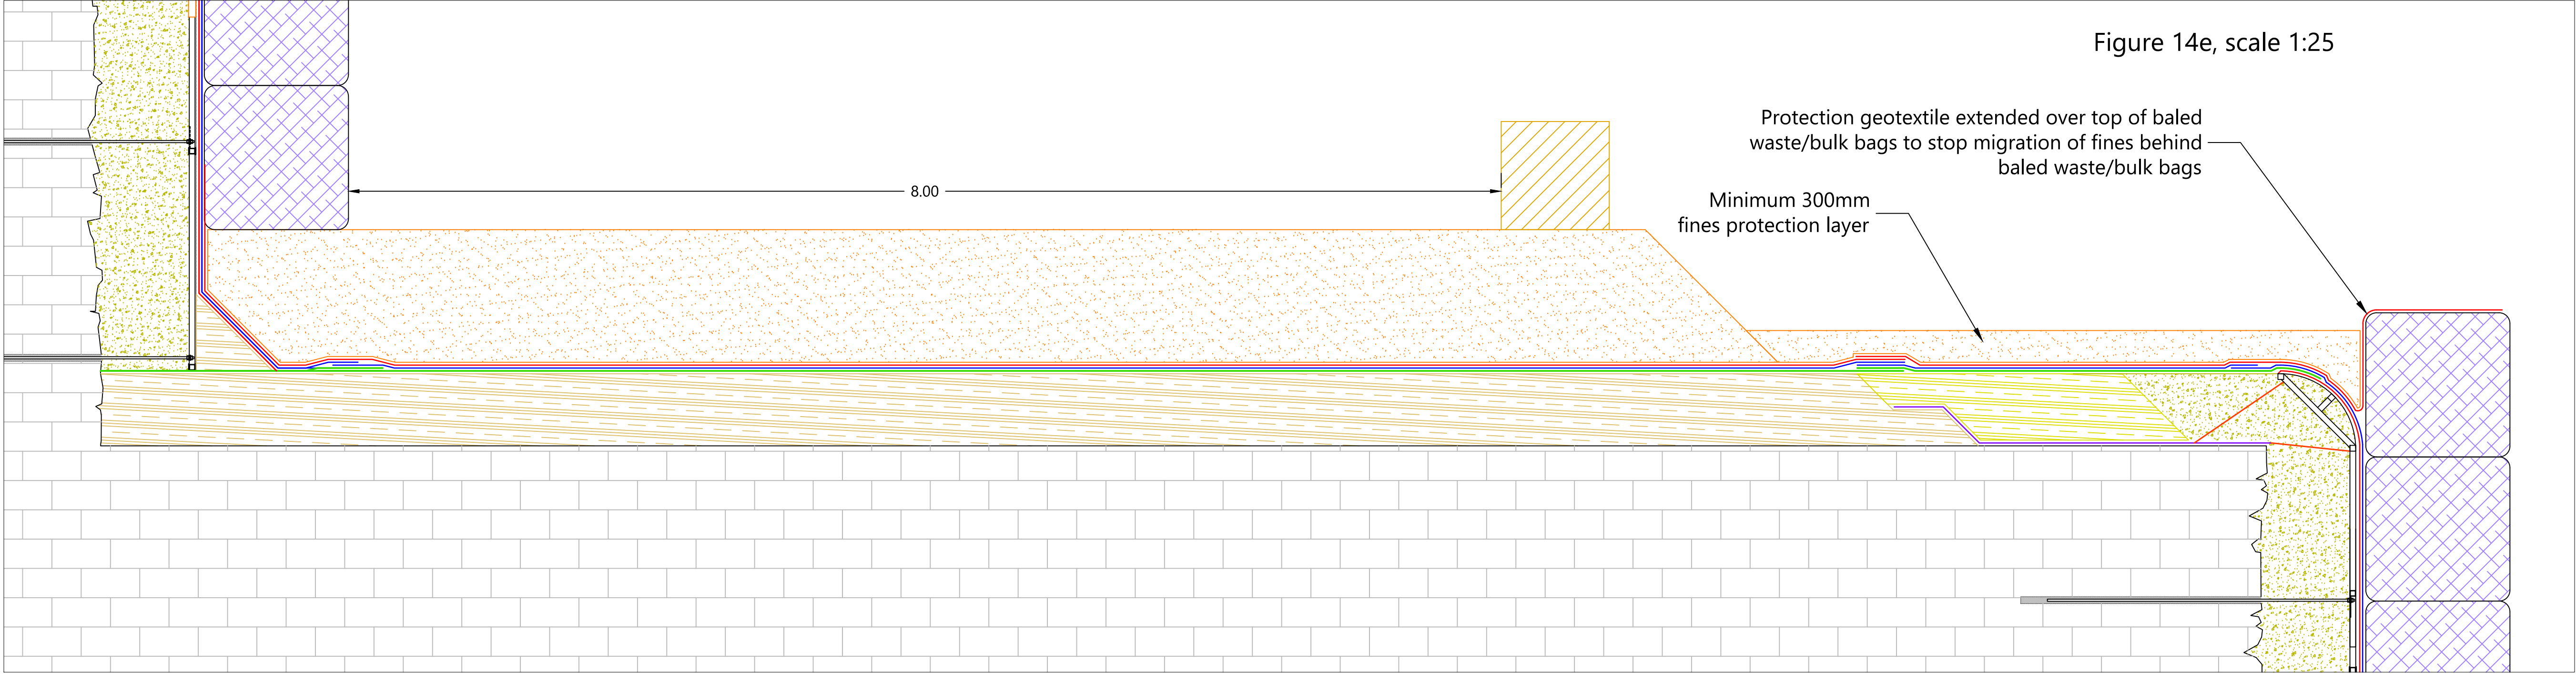 Figure 14e, scale 1:25
Protection geotextile extended over top of baled
waste/bulk bags to stop migration of fines behind
baled waste/bulk bags
8.00
Minimum 300mm
fines protection layer